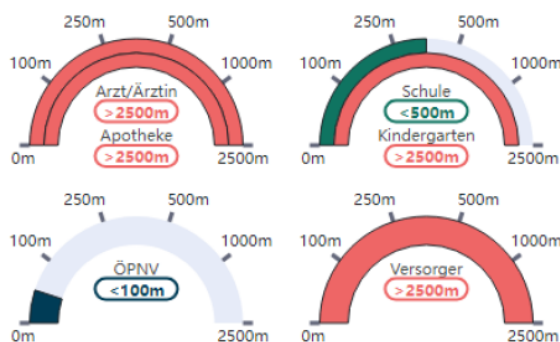 250m 500m
100m 1000m
Arzt/Ärztin
>2500m
Apotheke
>2500m
0m 2500m
250m 500m
100m 1000m
Schule
<500m
Kindergarten
>2500m
0m 2500m
250m 500m
100m 1000m
ÖPNV
<100m
0m 2500m
250m 500m
100m 1000m
Versorger
>2500m
0m 2500m